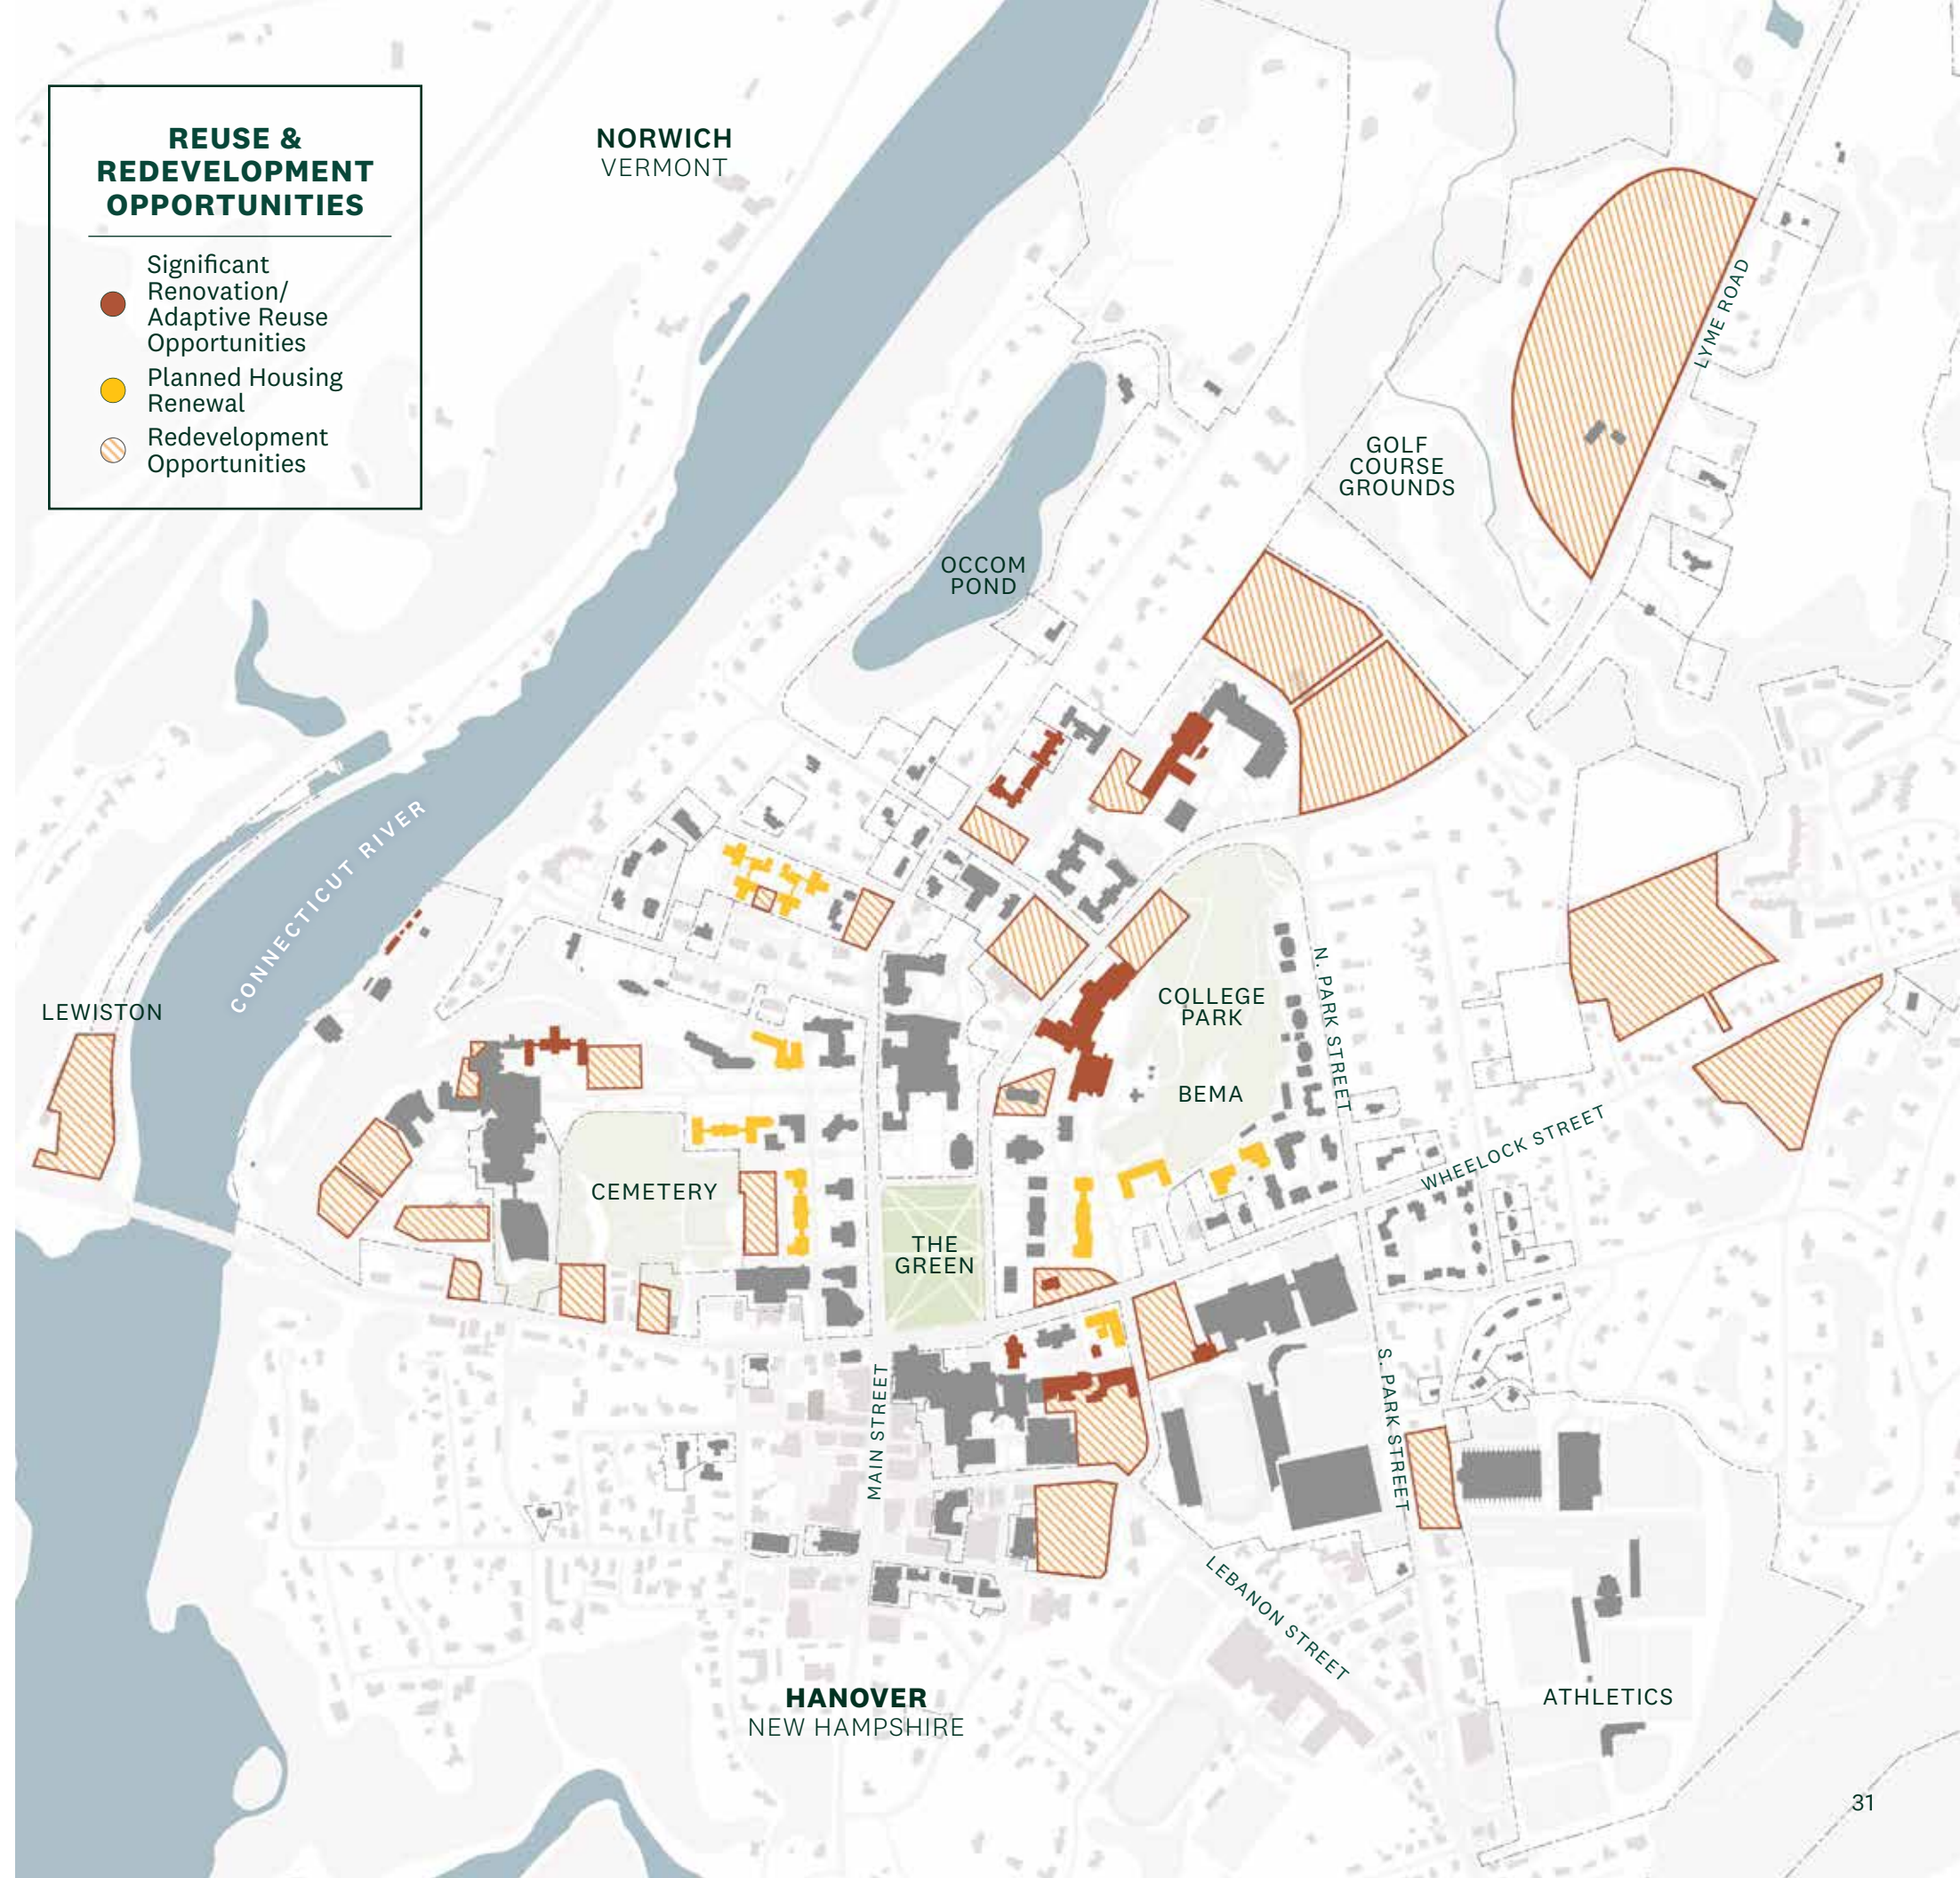 REUSE &
REDEVELOPMENT
OPPORTUNITIES
Significant
Renovation/
Adaptive Reuse
Opportunities
Planned Housing
Renewal
Redevelopment
Opportunities
NORWICH
VERMONT
LYME ROAD
GOLF
COURSE
GROUNDS
OCCOM
POND
CONNECTICUT RIVER
LEWISTON
COLLEGE
PARK
N. PARK STREET
BEMA
WHEELOCK STREET
CEMETERY
THE
GREEN
MAIN STREET
S. PARK STREET
LEBANON STREET
HANOVER
NEW HAMPSHIRE
ATHLETICS
31